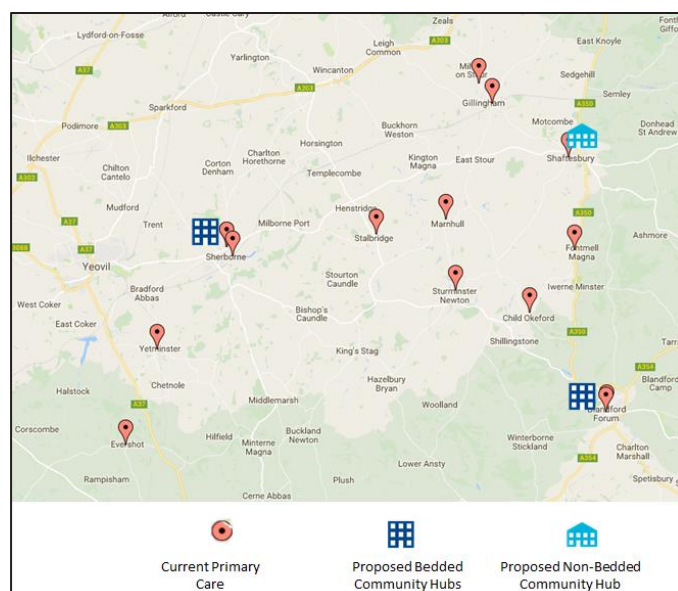 Alford
Castle Cary
Zeals
Font
Giffo
Lydford-on-Fosse
Leigh
Common
A303
East Knoyle
A37
Yarlington
Wincanton
Sedgehill
Gillingham
A350
Semley
Sparkford
Motcombe
Donhead
St Andrew
Podimore
A303
Buckhorn
Weston
Ilchester
Charlton
Horethorne
Horsington
Kington
Magna
East Stour
Shaftesbury
A303
Chilton
Cantelo
Corton
Denham
Templecombe
Mudford
Henstridge
Marnhull
A350
Trent
Milborne Port
Stalbridge
Ashmore
A37
Sherborne
Fontmell
Magna
Yeovil
Stourton
Caundle
Sturminster
Newton
Iwerne Minster
West Coker
Bradford
Abbas
Bishop's
Caundle
Child Okeford
East Coker
A350
Tarra
Yetminster
King's Stag
Shillingstone
A354
Chetnole
Hazelbury
Bryan
Blandford
Camp
Halstock
A37
Middlemarsh
Woolland
Blandford
Forum
Corscombe
Evershot
Hilfield
Minterne
Magna
Buckland
Newton
Winterborne
Stickland
Charlton
Marshall
A354
Rampisham
Plush
Lower Ansty
Spetisbury
Cerne Abbas
Current Primary
Care
Proposed Bedded
Community Hubs
Proposed Non-Bedded
Community Hub